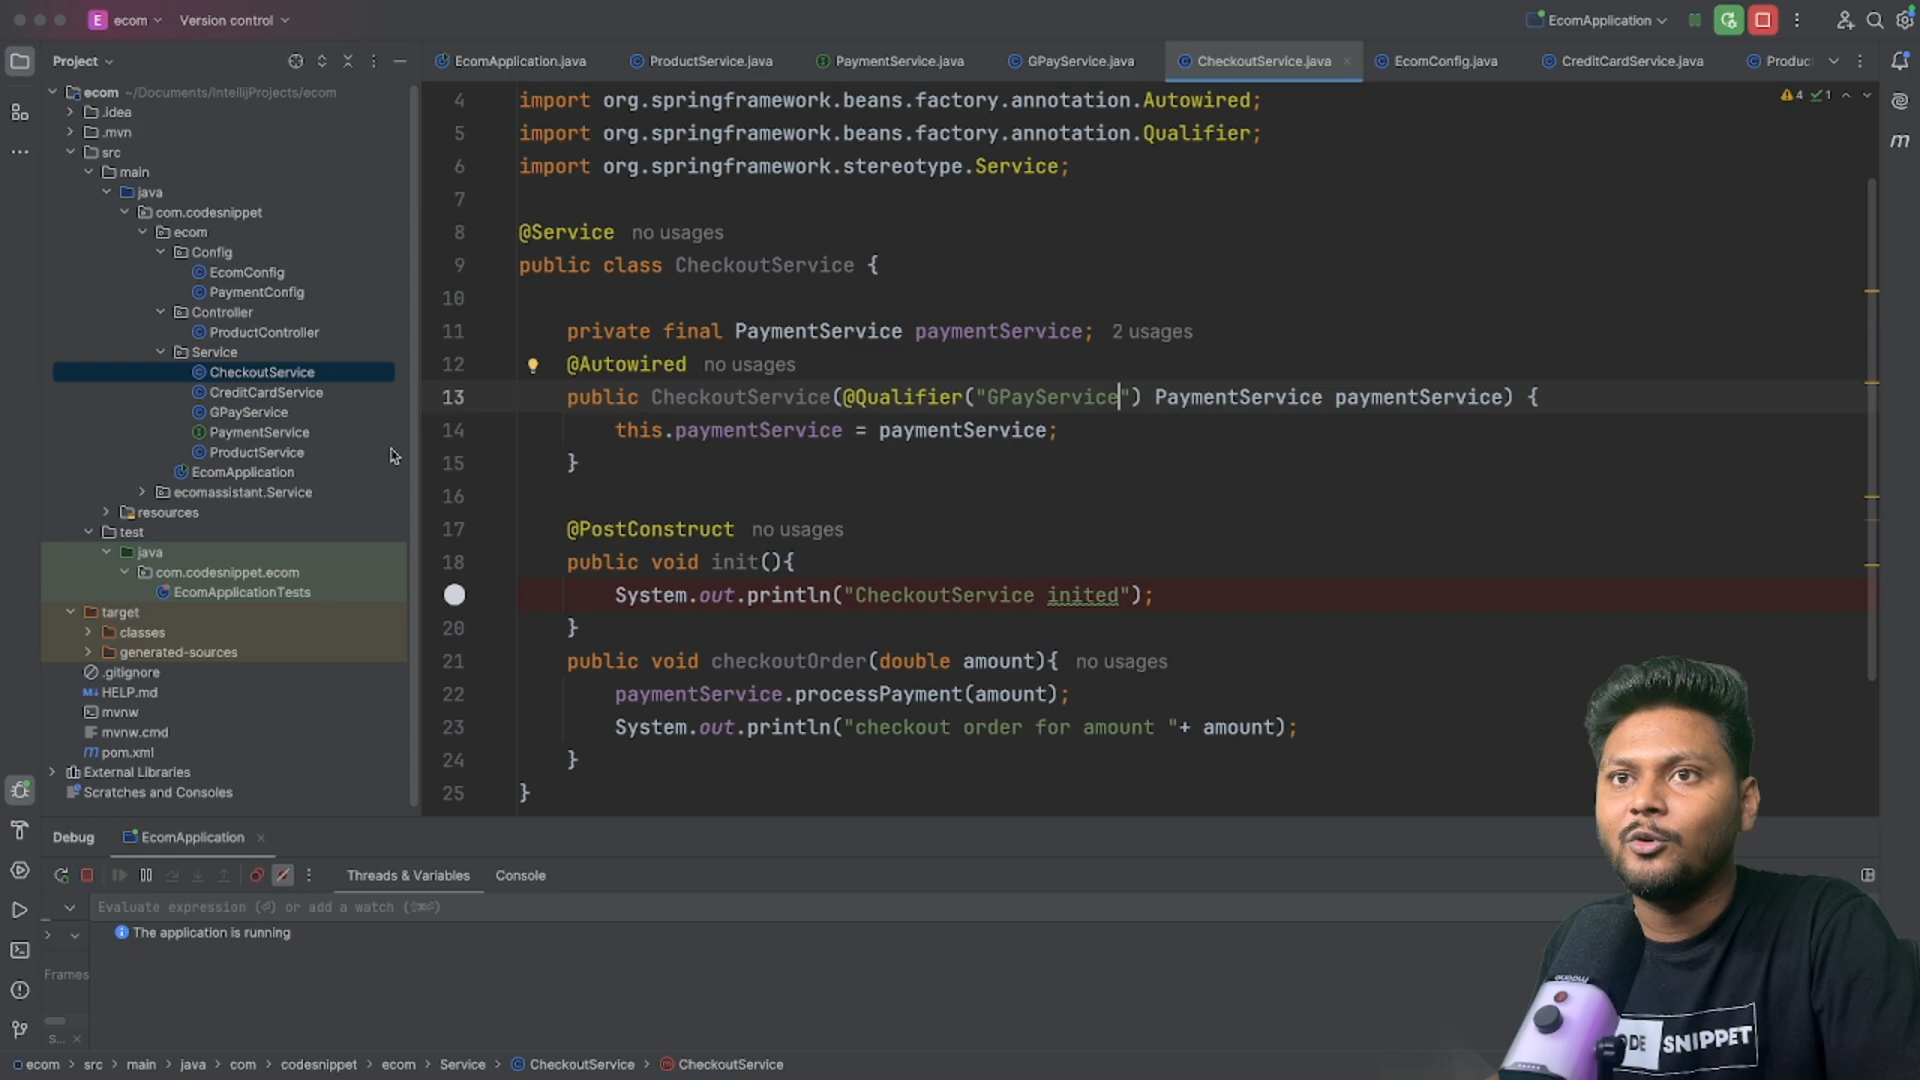 E ecom Version control EcomApplication
Project EcomApplication.java ProductService.java PaymentService.java GPayService.java CheckoutService.java EcomConfig.java CreditCardService.java Produc
ecom ~/Documents/IntellijProjects/ecom
.idea
.mvn
src
main
java
com.codesnippet
ecom
Config
EcomConfig
PaymentConfig
Controller
ProductController
Service
CheckoutService
CreditCardService
GPayService
PaymentService
ProductService
EcomApplication
ecomassistant.Service
resources
test
java
com.codesnippet.ecom
EcomApplicationTests
target
classes
generated-sources
.gitignore
HELP.md
mvnw
mvnw.cmd
pom.xml
External Libraries
Scratches and Consoles
4 1
4 import org.springframework.beans.factory.annotation.Autowired;
5 import org.springframework.beans.factory.annotation.Qualifier;
6 import org.springframework.stereotype.Service;
7
8 @Service no usages
9 public class CheckoutService {
10
11 private final PaymentService paymentService; 2 usages
12 @Autowired no usages
13 public CheckoutService(@Qualifier("GPayService") PaymentService paymentService) {
14 this.paymentService = paymentService;
15 }
16
17 @PostConstruct no usages
18 public void init(){
System.out.println("CheckoutService inited");
20 }
21 public void checkoutOrder(double amount){ no usages
22 paymentService.processPayment(amount);
23 System.out.println("checkout order for amount "+ amount);
24 }
25 }
Debug EcomApplication
Threads & Variables Console
Evaluate expression (⏎) or add a watch (⇧⌘⏎)
The application is running
Frames
S...
ecom > src > main > java > com > codesnippet > ecom > Service > CheckoutService > CheckoutService
ODE SNIPPET